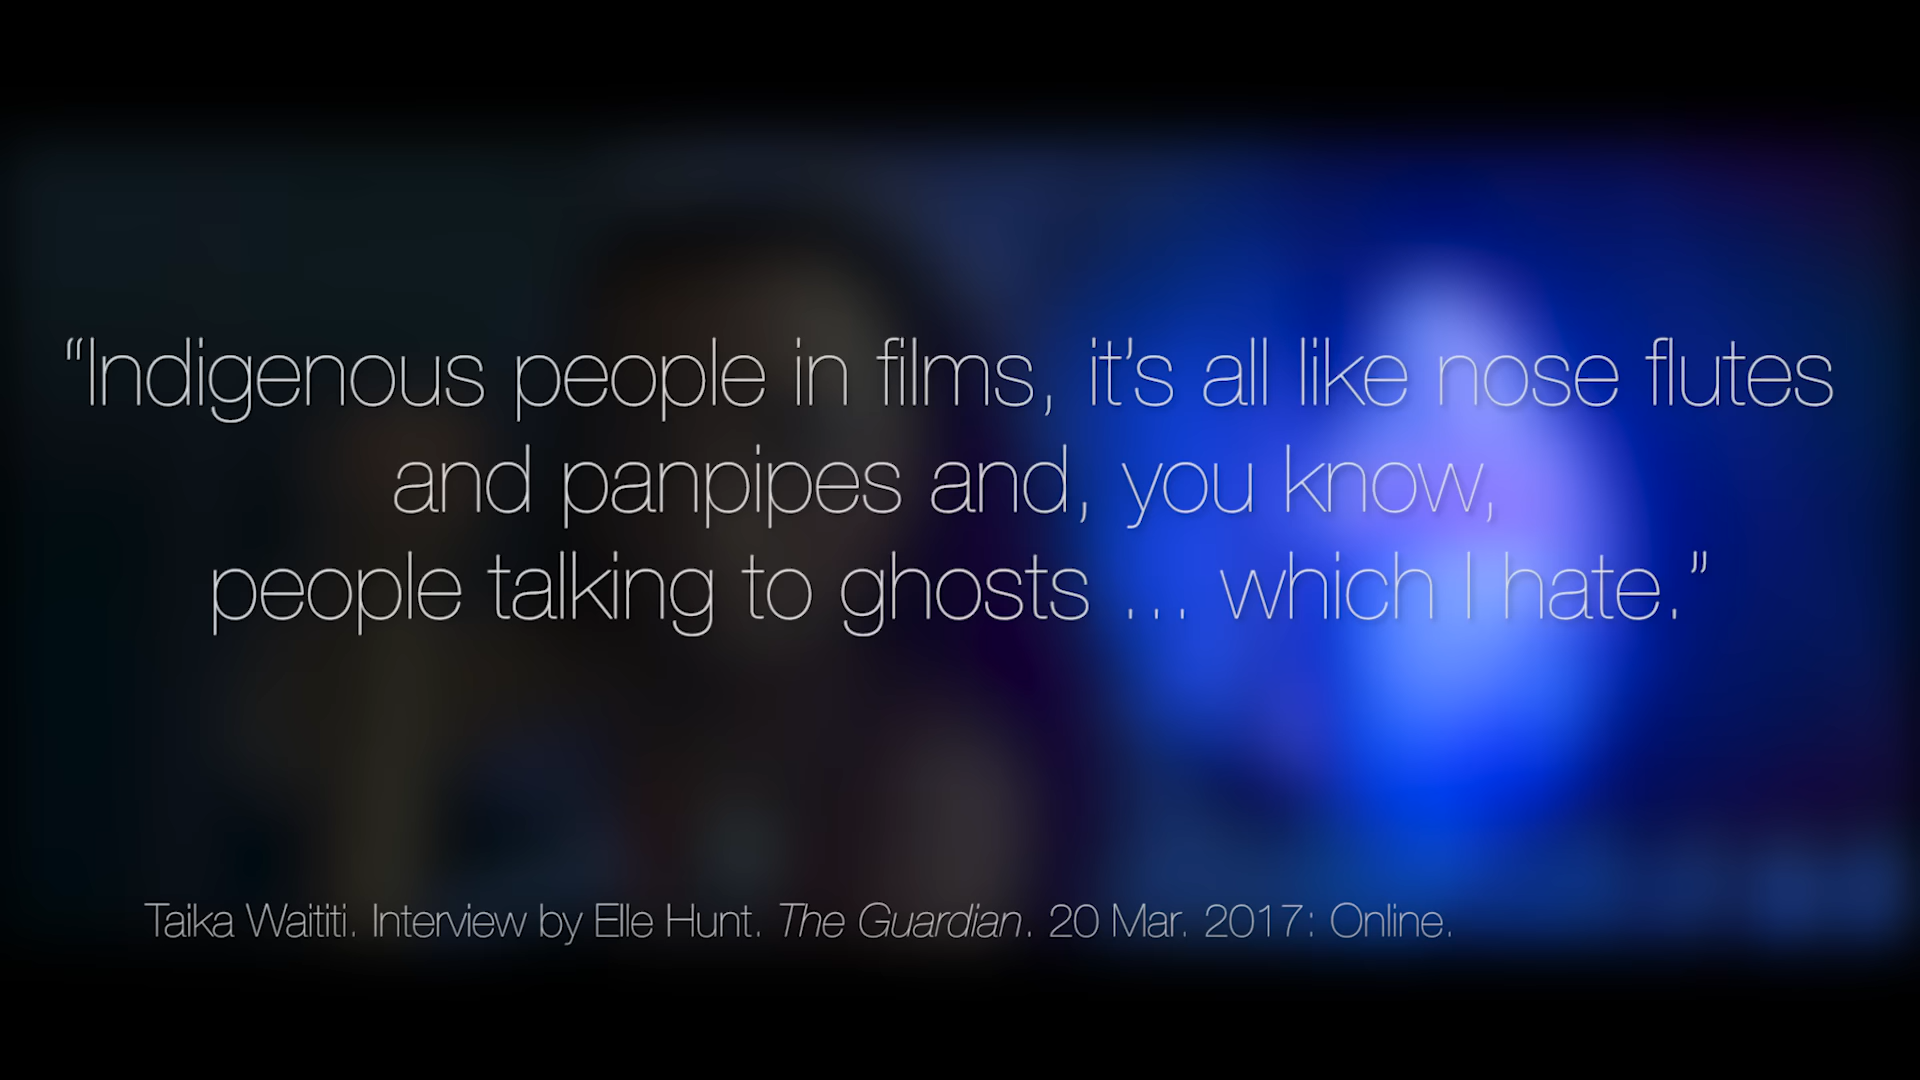 “Indigenous people in films, it’s all like nose flutes
and panpipes and, you know,
people talking to ghosts … which I hate.”
Taika Waititi. Interview by Elle Hunt. The Guardian. 20 Mar. 2017: Online.